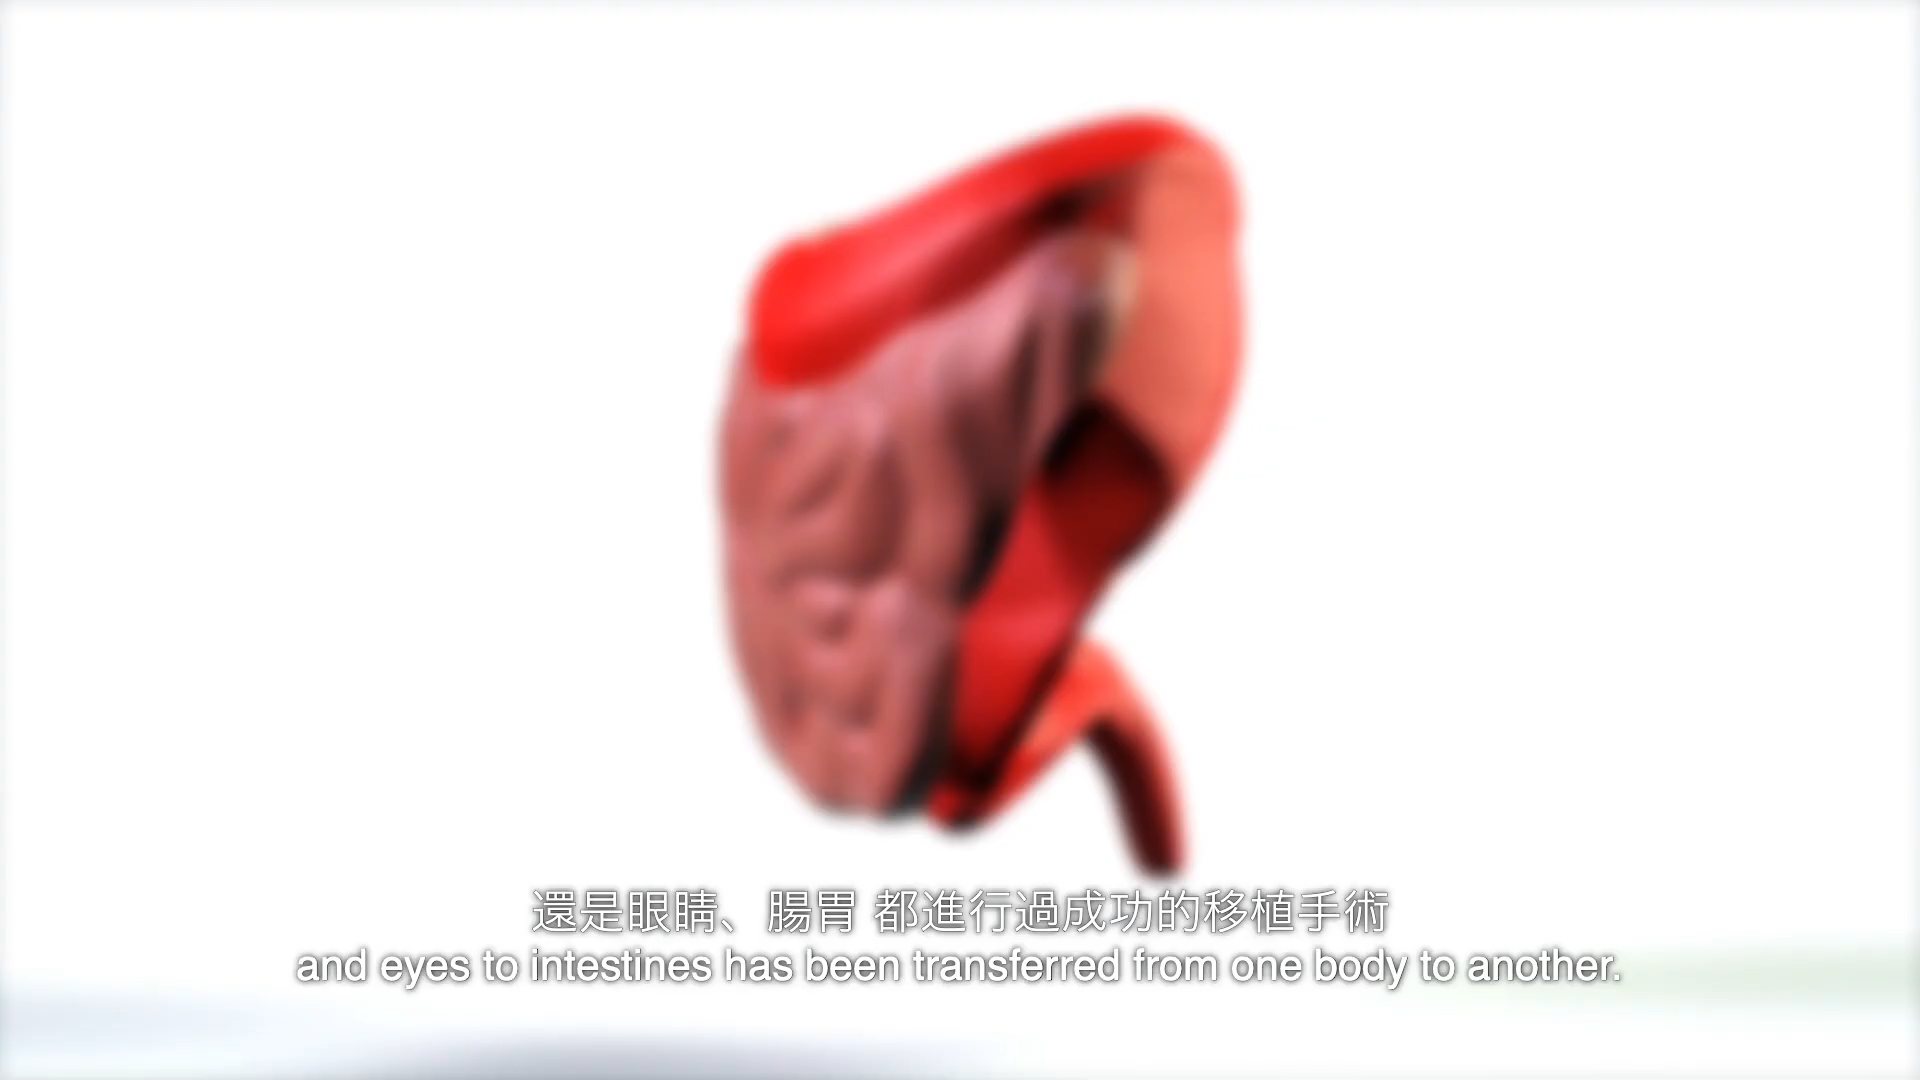 還是眼睛、腸胃 都進行過成功的移植手術
and eyes to intestines has been transferred from one body to another.